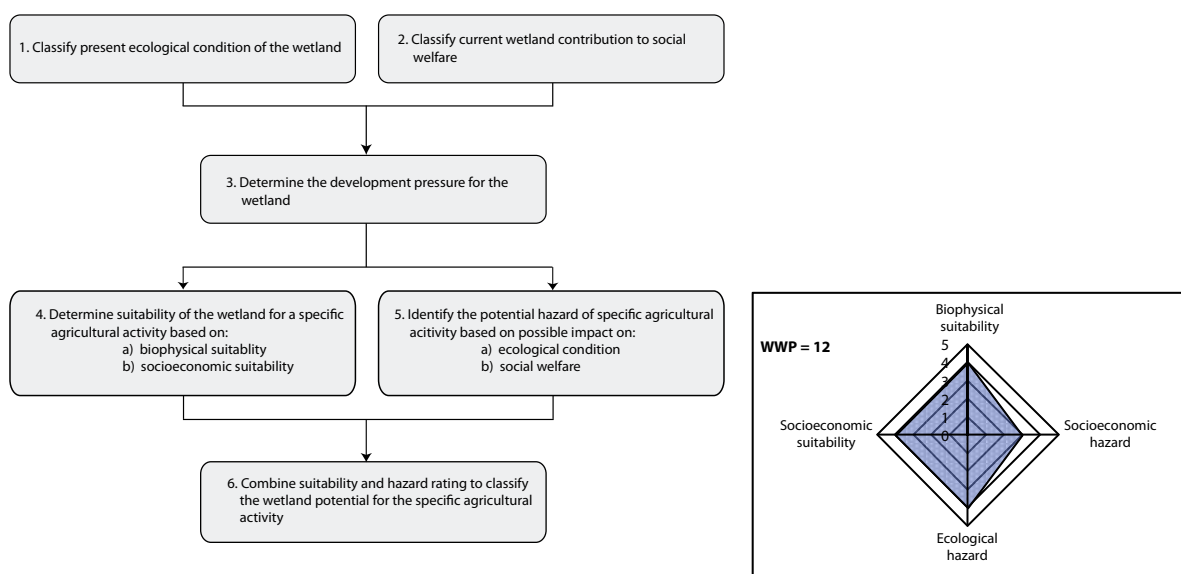 1. Classify present ecological condition of the wetland
2. Classify current wetland contribution to social
welfare
3. Determine the development pressure for the
wetland
4. Determine suitability of the wetland for a specific
agricultural activity based on:
a) biophysical suitablity
b) socioeconomic suitability
5. Identify the potential hazard of specific agricultural
acitivity based on possible impact on:
a) ecological condition
b) social welfare
6. Combine suitability and hazard rating to classify
the wetland potential for the specific agricultural
activity
WWP = 12
Biophysical
suitability
5
4
3
2
1
0
Socioeconomic
suitability
Socioeconomic
hazard
Ecological
hazard